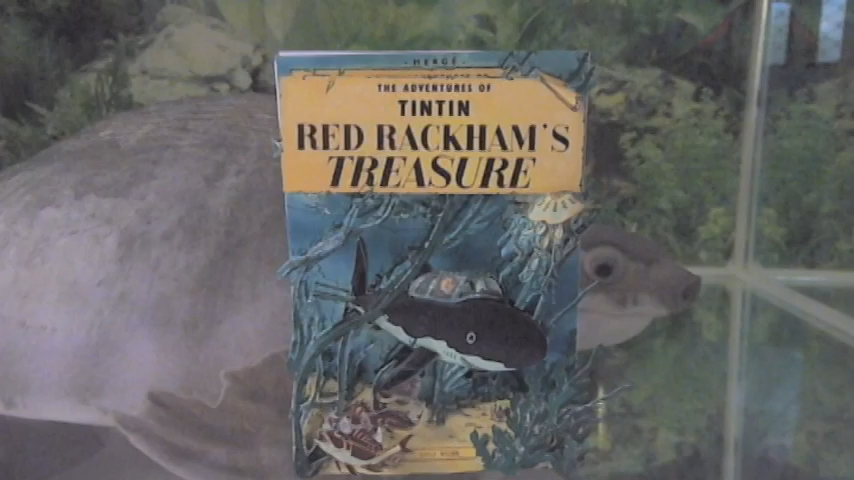 · HERGÉ ·
THE ADVENTURES OF
TINTIN
RED RACKHAM'S
TREASURE